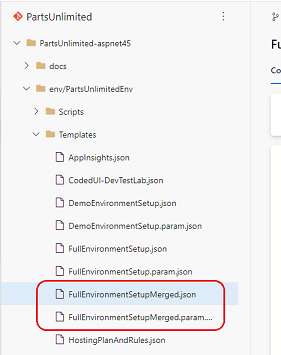 PartsUnlimited
PartsUnlimited-aspnet45
docs
env/PartsUnlimitedEnv
Scripts
Templates
AppInsights.json
CodedUI-DevTestLab.json
DemoEnvironmentSetup.json
DemoEnvironmentSetup.param.json
FullEnvironmentSetup.json
FullEnvironmentSetup.param.json
FullEnvironmentSetupMerged.json
FullEnvironmentSetupMerged.param....
HostingPlanAndRules.json
Fu
Co